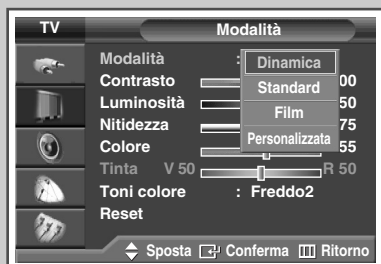 TV Modalità
Modalità : Dinamica
Contrasto 00
Standard
Luminosità 50
Film
Nitidezza 75
Personalizzata
Colore 55
Tinta V 50 R 50
Toni colore : Freddo2
Reset
Sposta Conferma Ritorno